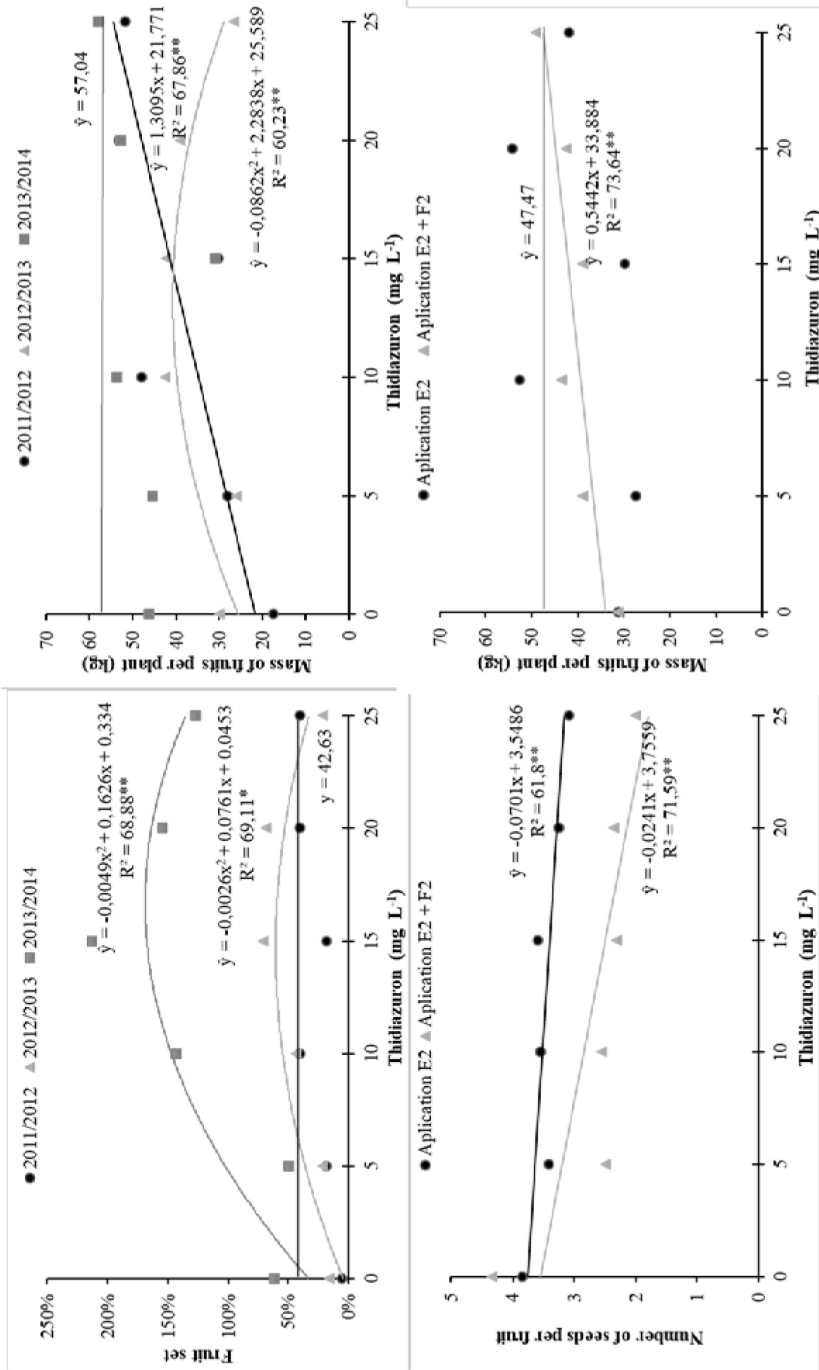 2011/2012 2012/2013 2013/2014
250%
200%
150%
100%
50%
0%
Fruit set
ŷ = -0,0049x² + 0,1626x + 0,334
R² = 68,88**
ŷ = -0,0026x² + 0,0761x + 0,0453
R² = 69,11*
y = 42,63
0 5 10 15 20 25
Thidiazuron (mg L⁻¹)
2011/2012 2012/2013 2013/2014
70
60
50
40
30
20
10
0
Mass of fruits per plant (kg)
ŷ = 57,04
ŷ = 1,3095x + 21,771
R² = 67,86**
ŷ = -0,0862x² + 2,2838x + 25,589
R² = 60,23**
0 5 10 15 20 25
Thidiazuron (mg L⁻¹)
Aplication E2 Aplication E2 + F2
5
4
3
2
1
0
Number of seeds per fruit
ŷ = -0,0701x + 3,5486
R² = 61,8**
ŷ = -0,0241x + 3,7559
R² = 71,59**
0 5 10 15 20 25
Thidiazuron (mg L⁻¹)
Aplication E2 Aplication E2 + F2
70
60
50
40
30
20
10
0
Mass of fruits per plant (kg)
ŷ = 47,47
ŷ = 0,5442x + 33,884
R² = 73,64**
0 5 10 15 20 25
Thidiazuron (mg L⁻¹)